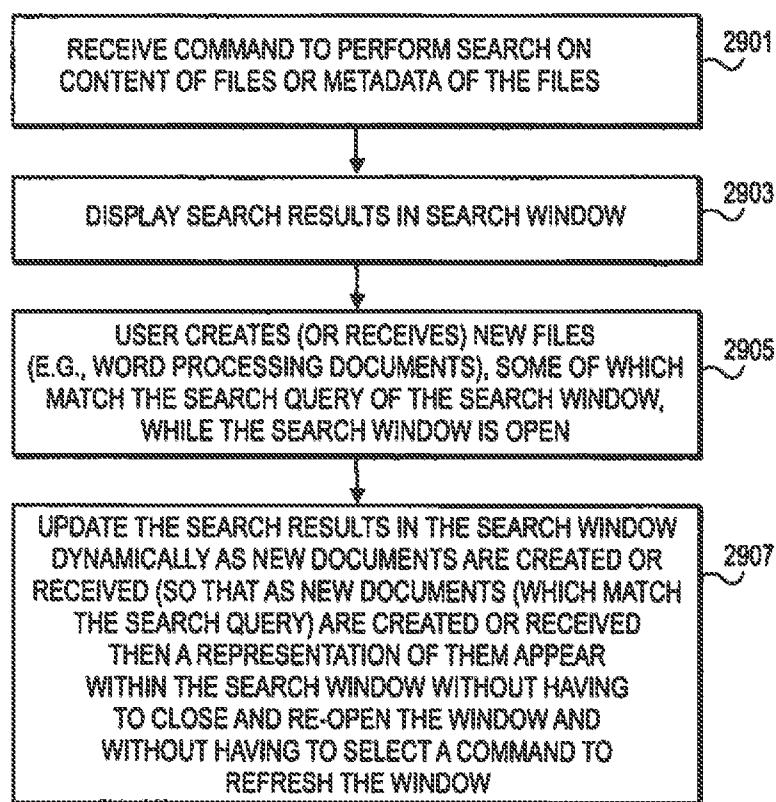 RECEIVE COMMAND TO PERFORM SEARCH ON
CONTENT OF FILES OR METADATA OF THE FILES
2901
DISPLAY SEARCH RESULTS IN SEARCH WINDOW
2903
USER CREATES (OR RECEIVES) NEW FILES
(E.G., WORD PROCESSING DOCUMENTS), SOME OF WHICH
MATCH THE SEARCH QUERY OF THE SEARCH WINDOW,
WHILE THE SEARCH WINDOW IS OPEN
2905
UPDATE THE SEARCH RESULTS IN THE SEARCH WINDOW
DYNAMICALLY AS NEW DOCUMENTS ARE CREATED OR
RECEIVED (SO THAT AS NEW DOCUMENTS (WHICH MATCH
THE SEARCH QUERY) ARE CREATED OR RECEIVED
THEN A REPRESENTATION OF THEM APPEAR
WITHIN THE SEARCH WINDOW WITHOUT HAVING
TO CLOSE AND RE-OPEN THE WINDOW AND
WITHOUT HAVING TO SELECT A COMMAND TO
REFRESH THE WINDOW
2907